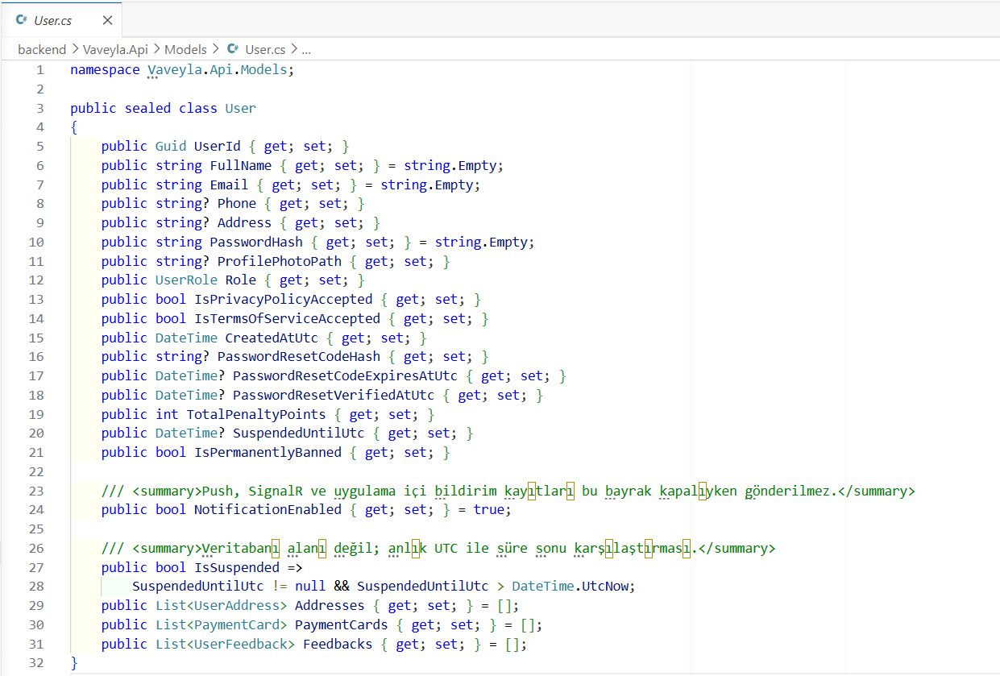 User.cs
backend > Vaveyla.Api > Models > User.cs > ...
1 namespace Vaveyla.Api.Models;
2
3 public sealed class User
4 {
5     public Guid UserId { get; set; }
6     public string FullName { get; set; } = string.Empty;
7     public string Email { get; set; } = string.Empty;
8     public string? Phone { get; set; }
9     public string? Address { get; set; }
10     public string PasswordHash { get; set; } = string.Empty;
11     public string? ProfilePhotoPath { get; set; }
12     public UserRole Role { get; set; }
13     public bool IsPrivacyPolicyAccepted { get; set; }
14     public bool IsTermsOfServiceAccepted { get; set; }
15     public DateTime CreatedAtUtc { get; set; }
16     public string? PasswordResetCodeHash { get; set; }
17     public DateTime? PasswordResetCodeExpiresAtUtc { get; set; }
18     public DateTime? PasswordResetVerifiedAtUtc { get; set; }
19     public int TotalPenaltyPoints { get; set; }
20     public DateTime? SuspendedUntilUtc { get; set; }
21     public bool IsPermanentlyBanned { get; set; }
22
23     /// <summary>Push, SignalR ve uygulama içi bildirim kayıtları bu bayrak kapalıyken gönderilmez.</summary>
24     public bool NotificationEnabled { get; set; } = true;
25
26     /// <summary>Veritabanı alanı değil; anlık UTC ile süre sonu karşılaştırması.</summary>
27     public bool IsSuspended =>
28         SuspendedUntilUtc != null && SuspendedUntilUtc > DateTime.UtcNow;
29     public List<UserAddress> Addresses { get; set; } = [];
30     public List<PaymentCard> PaymentCards { get; set; } = [];
31     public List<UserFeedback> Feedbacks { get; set; } = [];
32 }